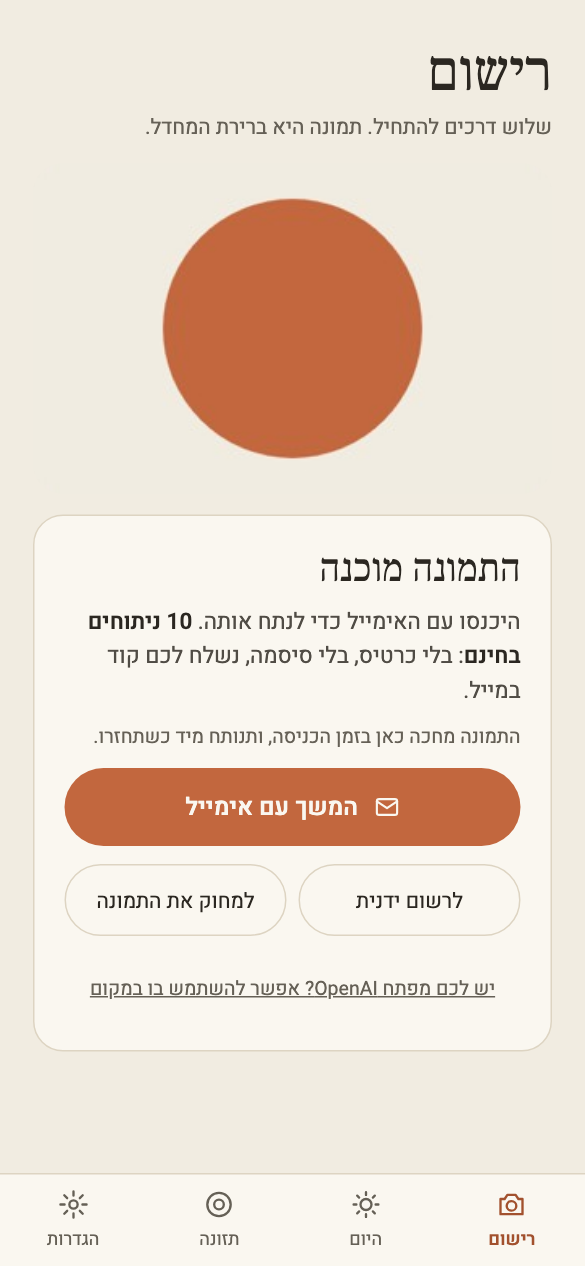 רישום
שלוש דרכים להתחיל. תמונה היא ברירת המחדל.
התמונה מוכנה
היכנסו עם האימייל כדי לנתח אותה. 10 ניתוחים
בחינם: בלי כרטיס, בלי סיסמה, נשלח לכם קוד
במייל.
התמונה מחכה כאן בזמן הכניסה, ותנותח מיד כשתחזרו.
המשך עם אימייל
לרשום ידנית
למחוק את התמונה
יש לכם מפתח OpenAI? אפשר להשתמש בו במקום
רישום
היום
תזונה
הגדרות